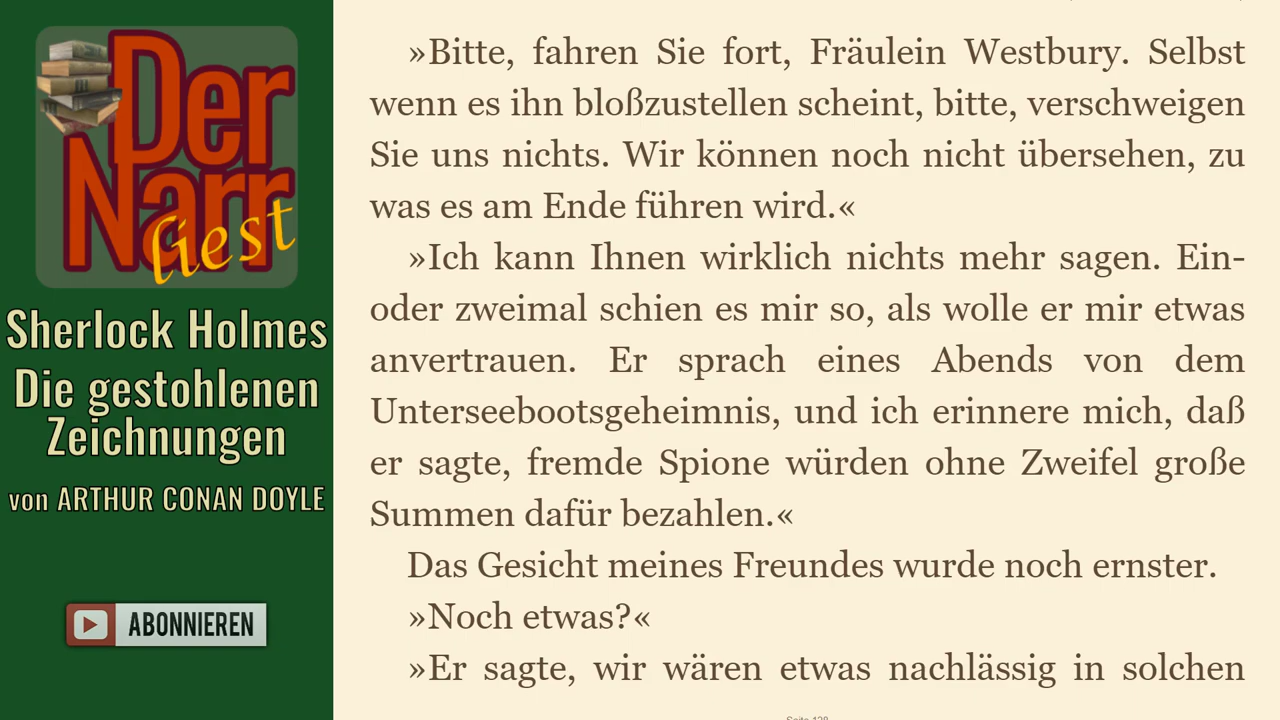 Der
Narr
liest
Sherlock Holmes
Die gestohlenen
Zeichnungen
von ARTHUR CONAN DOYLE
ABONNIEREN
»Bitte, fahren Sie fort, Fräulein Westbury. Selbst
wenn es ihn bloßzustellen scheint, bitte, verschweigen
Sie uns nichts. Wir können noch nicht übersehen, zu
was es am Ende führen wird.«
»Ich kann Ihnen wirklich nichts mehr sagen. Ein-
oder zweimal schien es mir so, als wolle er mir etwas
anvertrauen. Er sprach eines Abends von dem
Unterseebootsgeheimnis, und ich erinnere mich, daß
er sagte, fremde Spione würden ohne Zweifel große
Summen dafür bezahlen.«
Das Gesicht meines Freundes wurde noch ernster.
»Noch etwas?«
»Er sagte, wir wären etwas nachlässig in solchen